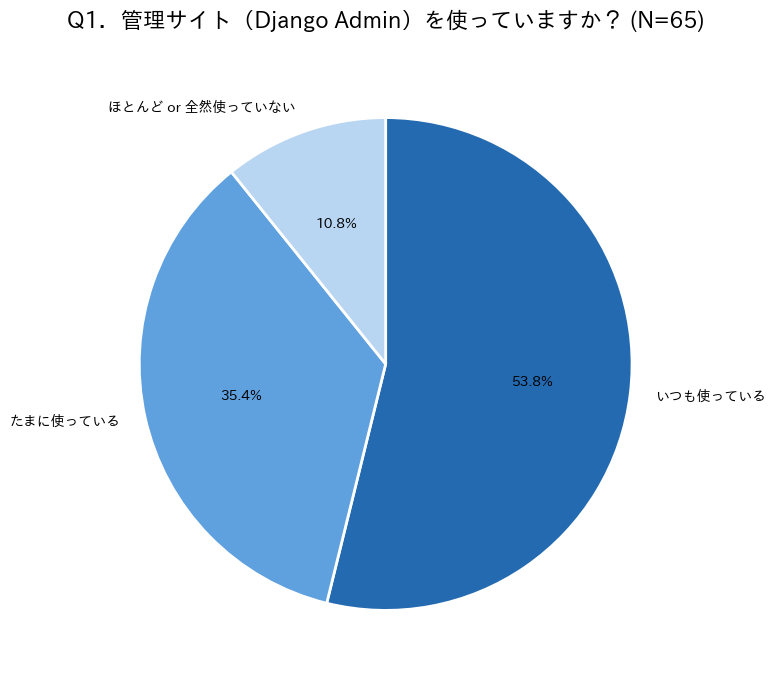 Q1. 管理サイト（Django Admin）を使っていますか？ (N=65)
ほとんど or 全然使っていない
10.8%
53.8%
いつも使っている
35.4%
たまに使っている